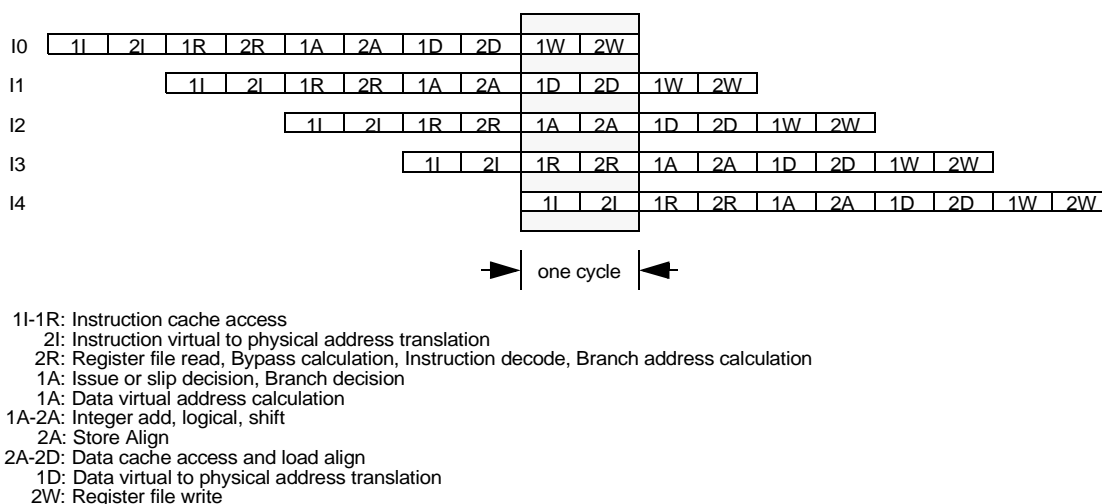 I0 1I 2I 1R 2R 1A 2A 1D 2D 1W 2W
I1 1I 2I 1R 2R 1A 2A 1D 2D 1W 2W
I2 1I 2I 1R 2R 1A 2A 1D 2D 1W 2W
I3 1I 2I 1R 2R 1A 2A 1D 2D 1W 2W
I4 1I 2I 1R 2R 1A 2A 1D 2D 1W 2W
one cycle
1I-1R: Instruction cache access
2I: Instruction virtual to physical address translation
2R: Register file read, Bypass calculation, Instruction decode, Branch address calculation
1A: Issue or slip decision, Branch decision
1A: Data virtual address calculation
1A-2A: Integer add, logical, shift
2A: Store Align
2A-2D: Data cache access and load align
1D: Data virtual to physical address translation
2W: Register file write